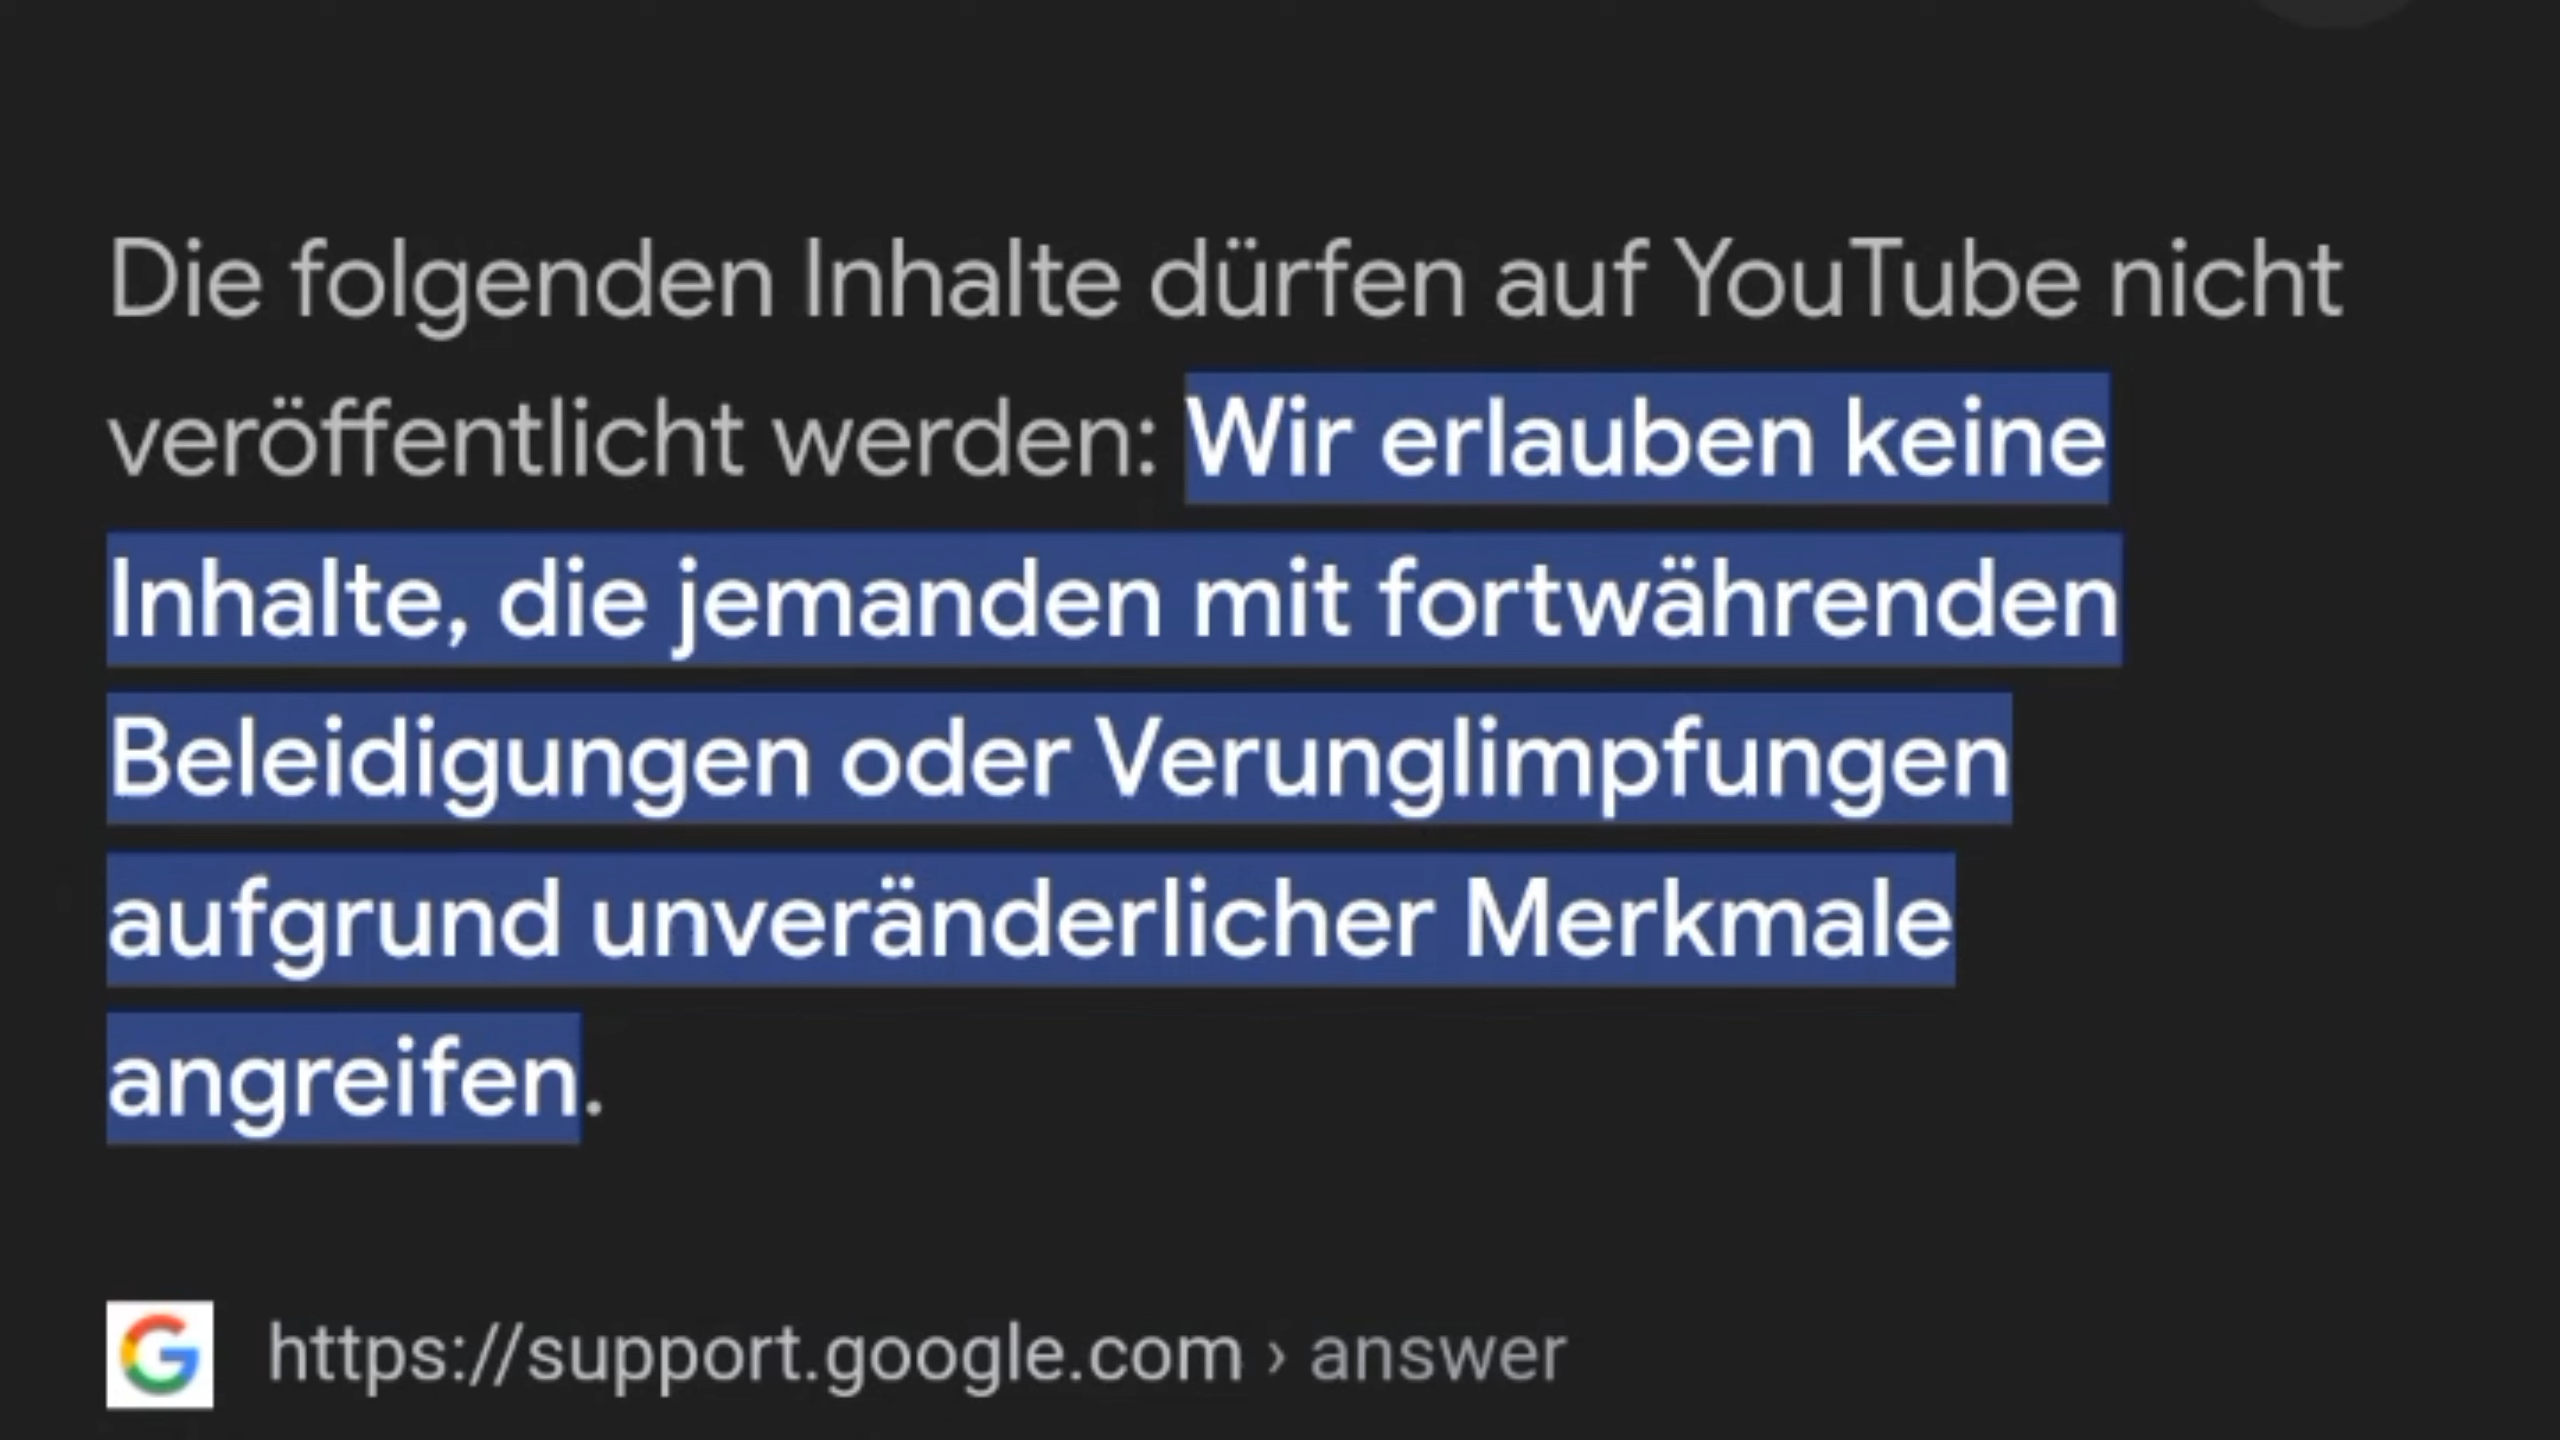 Die folgenden Inhalte dürfen auf YouTube nicht
veröffentlicht werden: Wir erlauben keine
Inhalte, die jemanden mit fortwährenden
Beleidigungen oder Verunglimpfungen
aufgrund unveränderlicher Merkmale
angreifen.
https://support.google.com › answer